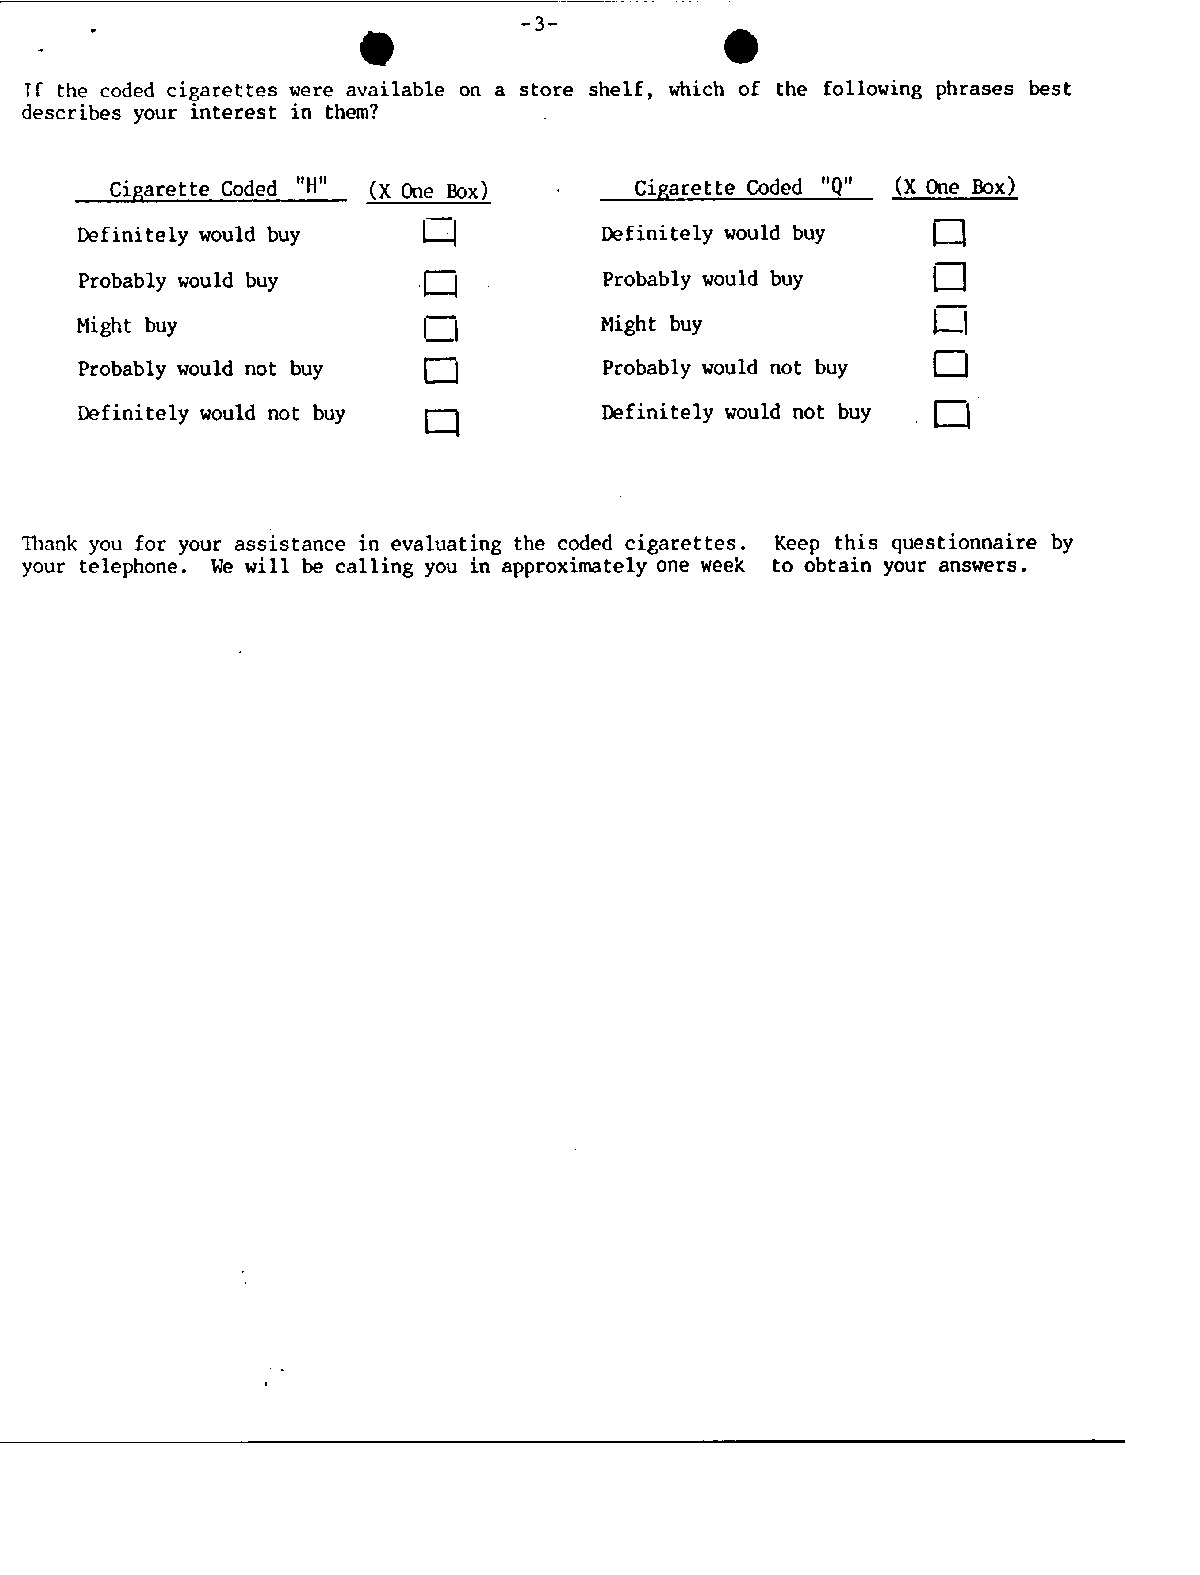 -3-
If the coded cigarettes were available on a store shelf, which of the following phrases best
describes your interest in them?
Cigarette Coded "H" (X One Box) Cigarette Coded "Q" (X One Box)
Definitely would buy Definitely would buy
Probably would buy Probably would buy
Might buy Might buy
Probably would not buy Probably would not buy
Definitely would not buy Definitely would not buy
Thank you for your assistance in evaluating the coded cigarettes. Keep this questionnaire by
your telephone. We will be calling you in approximately one week to obtain your answers.